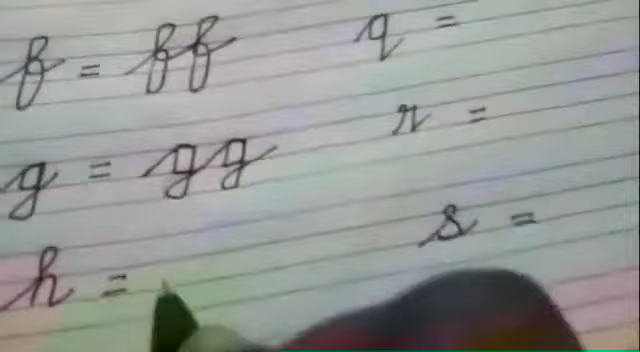 f = ff
g = gg
h =
q =
r =
s =